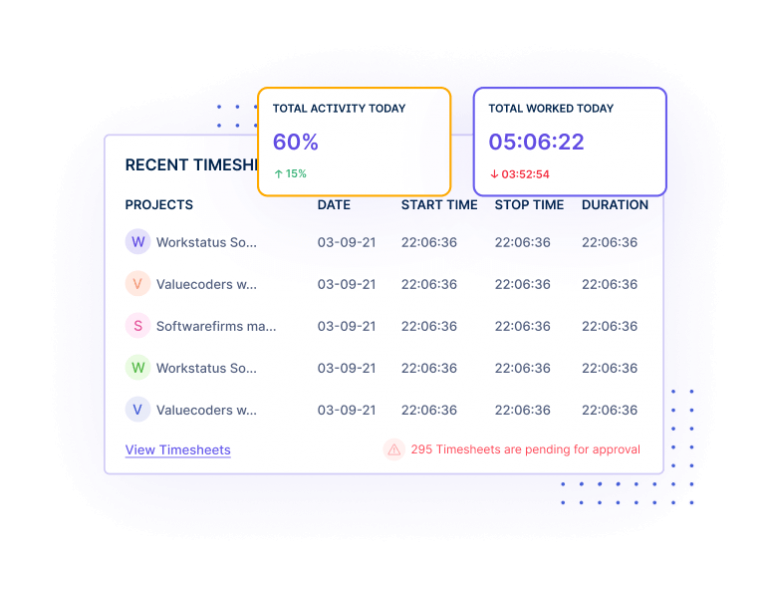 TOTAL ACTIVITY TODAY
60%
↑ 15%
TOTAL WORKED TODAY
05:06:22
↓ 03:52:54
RECENT
PROJECTS DATE START TIME STOP TIME DURATION
W Workstatus So... 03-09-21 22:06:36 22:06:36 22:06:36
V Valuecoders w... 03-09-21 22:06:36 22:06:36 22:06:36
S Softwarefirms ma... 03-09-21 22:06:36 22:06:36 22:06:36
W Workstatus So... 03-09-21 22:06:36 22:06:36 22:06:36
V Valuecoders w... 03-09-21 22:06:36 22:06:36 22:06:36
View Timesheets 295 Timesheets are pending for approval